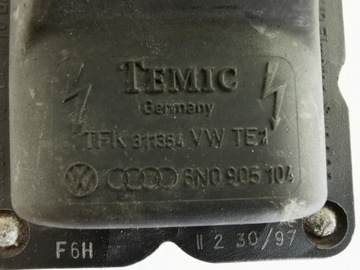 TEMIC
Germany
TFK 311354 VW TE1
6N0 905 104
F6H
II 2 30/97